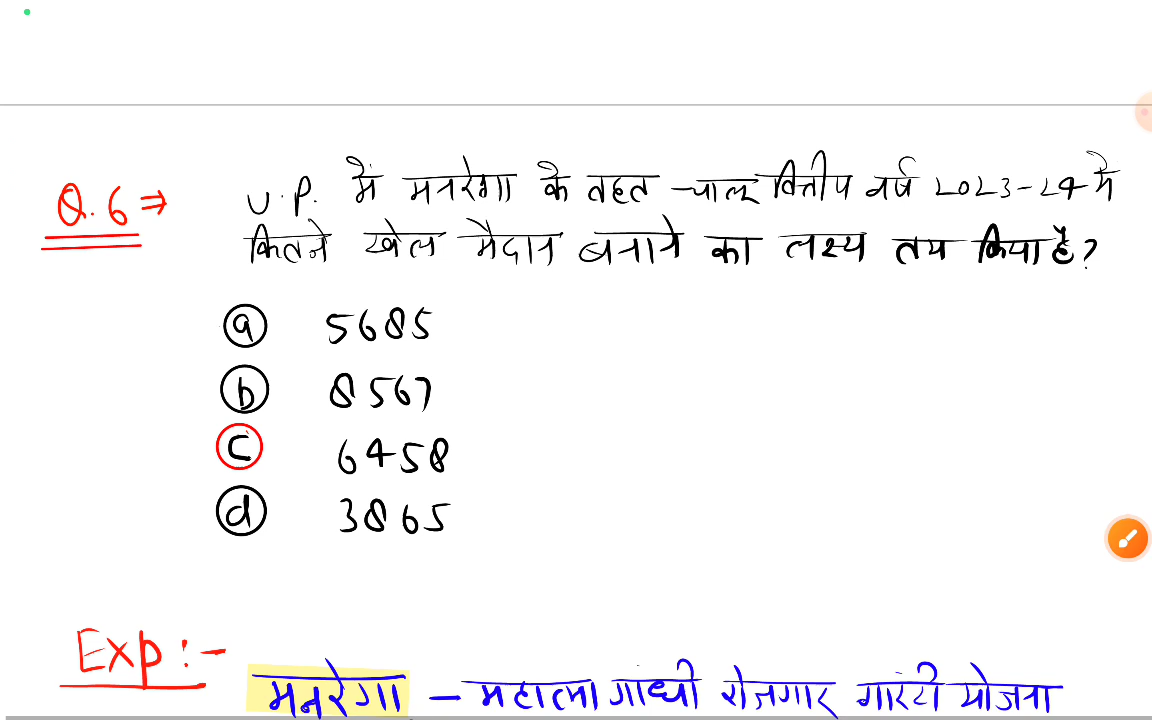 Q.6⇒ U.P. में मनरेगा के तहत चालू वित्तीय वर्ष 2023-24 में
कितने खेल मैदान बनाने का लक्ष्य तय किया है?
ⓐ 5685
ⓑ 8567
ⓒ 6458
ⓓ 3865
Exp:-
मनरेगा - महात्मा गांधी रोजगार गारंटी योजना